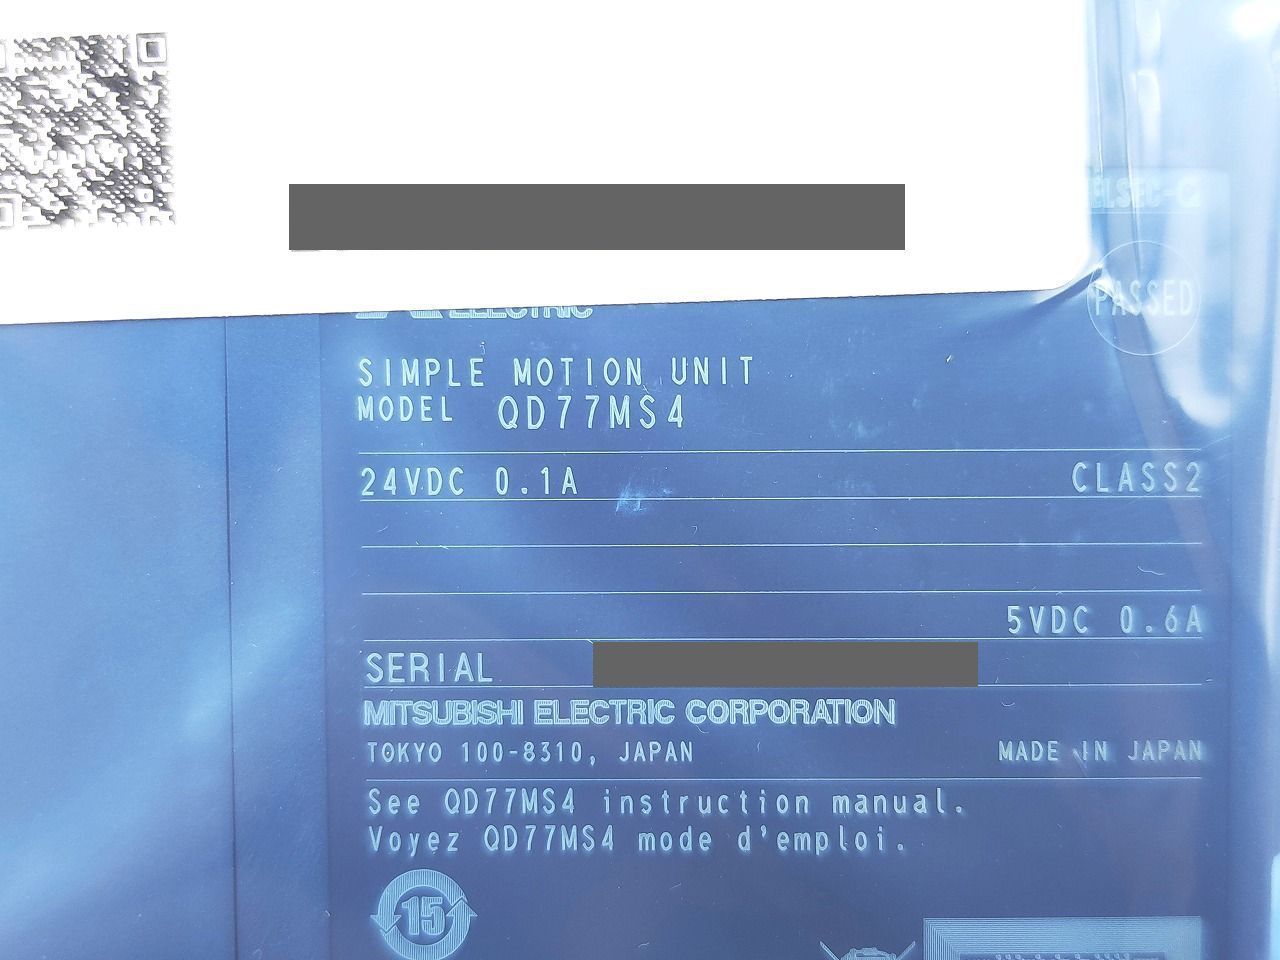 ELSEC-Q
PASSED
ELECTRIC
SIMPLE MOTION UNIT
MODEL QD77MS4
24VDC 0.1A CLASS2
5VDC 0.6A
SERIAL
MITSUBISHI ELECTRIC CORPORATION
TOKYO 100-8310, JAPAN MADE IN JAPAN
See QD77MS4 instruction manual.
Voyez QD77MS4 mode d'emploi.
15